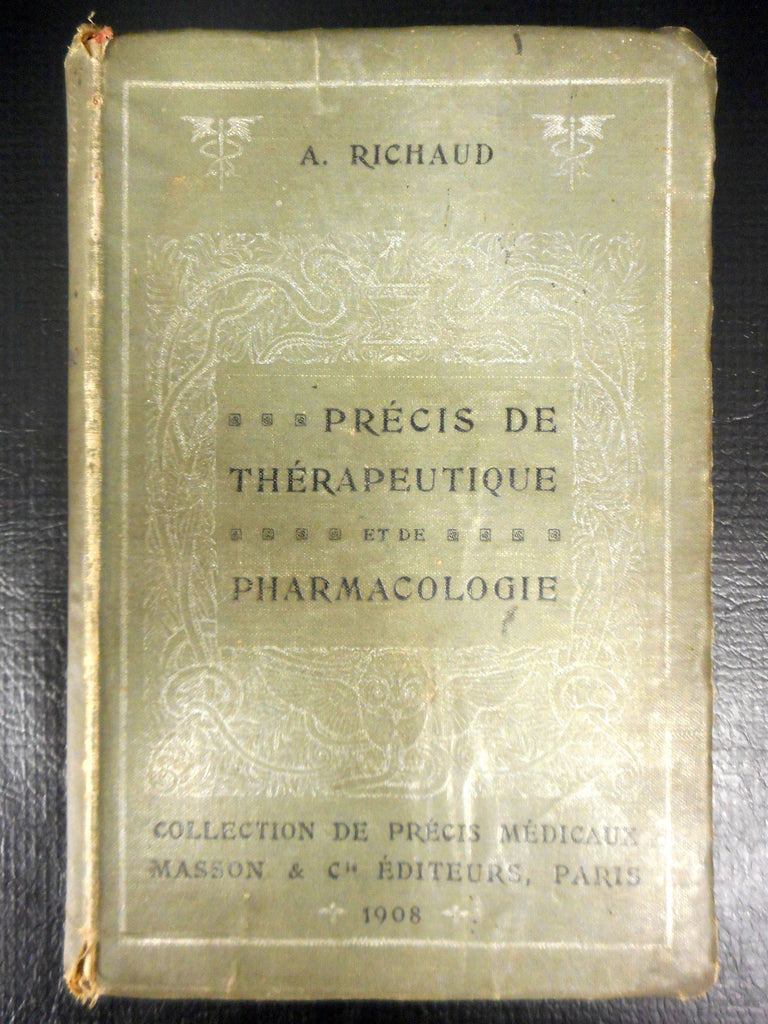 A. RICHAUD
PRÉCIS DE
THÉRAPEUTIQUE
ET DE
PHARMACOLOGIE
COLLECTION DE PRÉCIS MÉDICAUX
MASSON & Cie ÉDITEURS, PARIS
1908